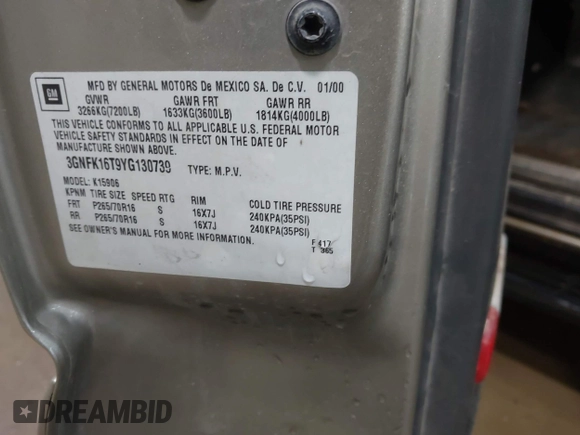 GM
MFD BY GENERAL MOTORS De MEXICO SA. De C.V. 01/00
GVWR GAWR FRT GAWR RR
3266KG(7200LB) 1633KG(3600LB) 1814KG(4000LB)
THIS VEHICLE CONFORMS TO ALL APPLICABLE U.S. FEDERAL MOTOR
VEHICLE SAFETY STANDARDS IN EFFECT ON THE DATE OF
MANUFACTURE SHOWN ABOVE.
3GNFK16T9YG130739 TYPE: M.P.V.
MODEL: K15906
KPNM TIRE SIZE SPEED RTG RIM COLD TIRE PRESSURE
FRT P265/70R16 S 16X7J 240KPA(35PSI)
RR P265/70R16 S 16X7J 240KPA(35PSI)
SEE OWNER'S MANUAL FOR MORE INFORMATION.
F 417
T 365
DREAMBID